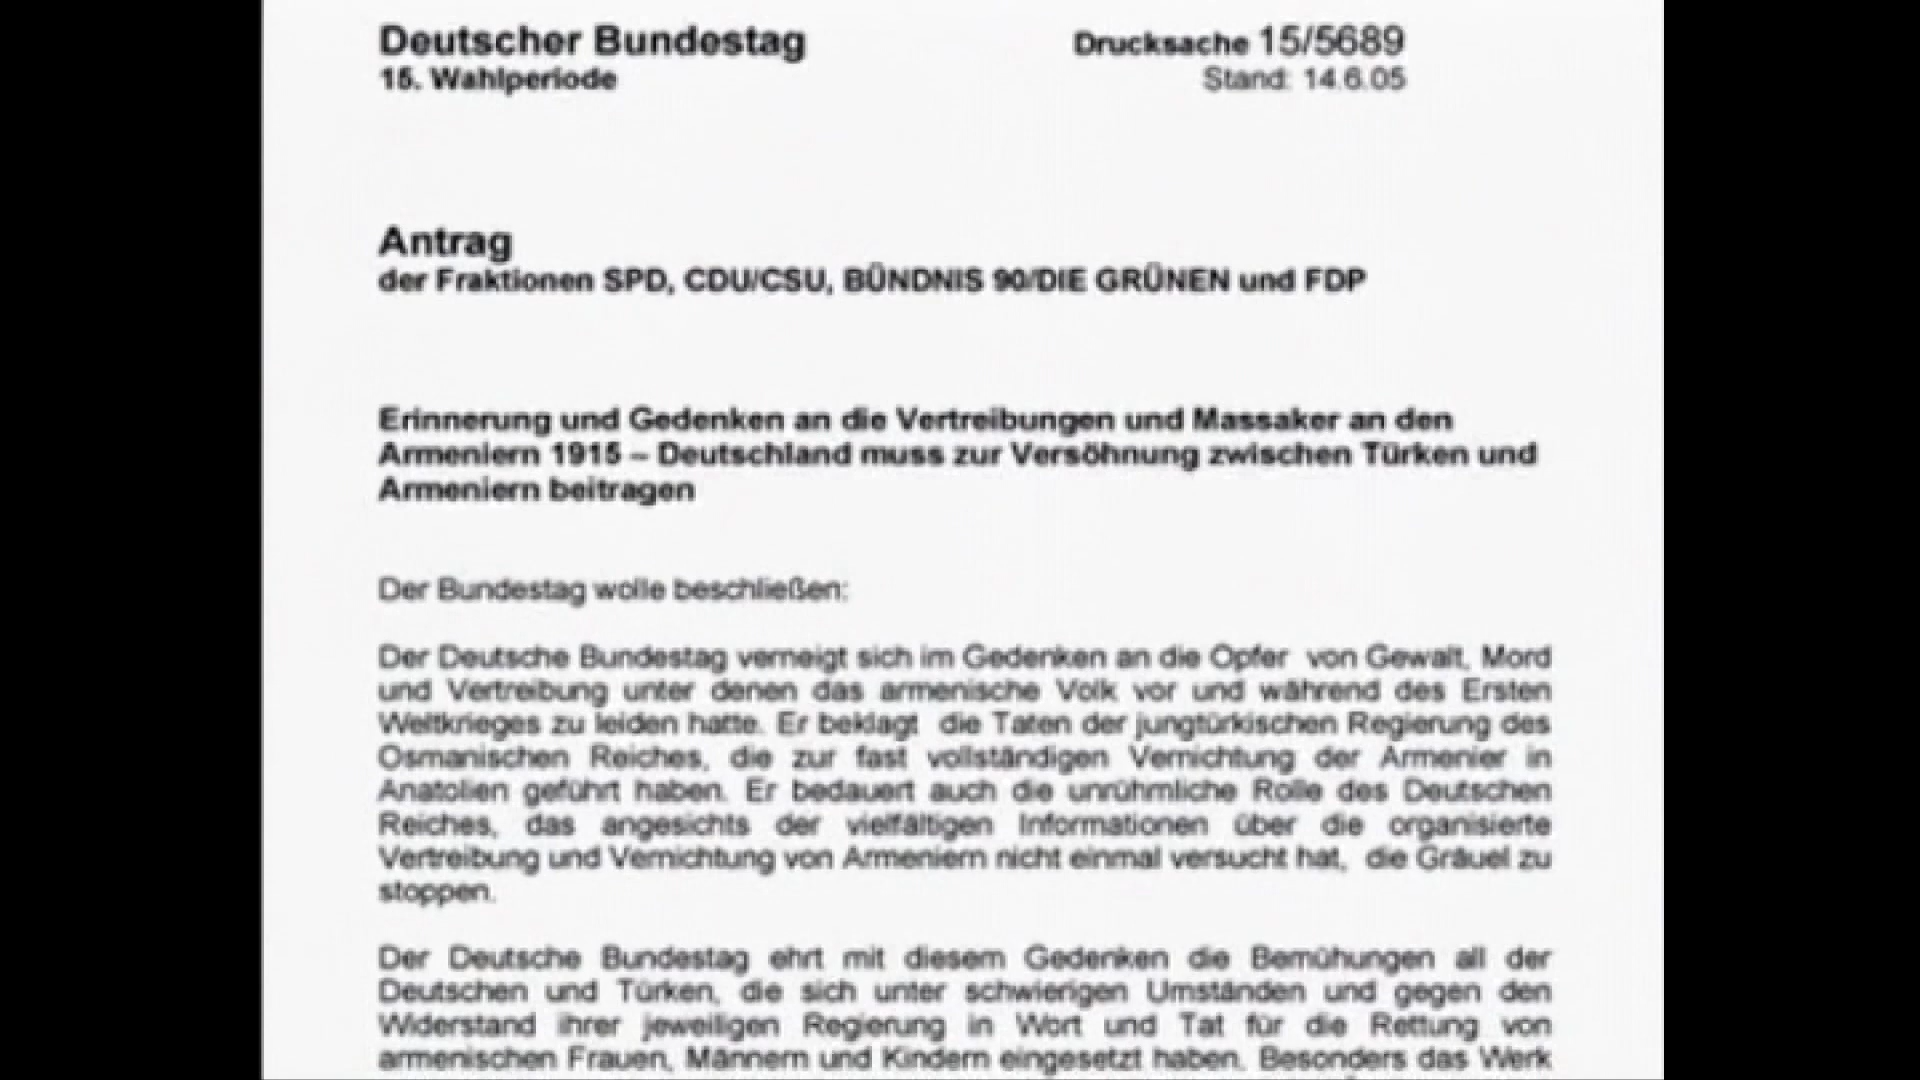 Deutscher Bundestag
15. Wahlperiode
Drucksache 15/5689
Stand: 14.6.05
Antrag
der Fraktionen SPD, CDU/CSU, BÜNDNIS 90/DIE GRÜNEN und FDP
Erinnerung und Gedenken an die Vertreibungen und Massaker an den
Armeniern 1915 – Deutschland muss zur Versöhnung zwischen Türken und
Armeniern beitragen
Der Bundestag wolle beschließen:
Der Deutsche Bundestag verneigt sich im Gedenken an die Opfer von Gewalt, Mord
und Vertreibung unter denen das armenische Volk vor und während des Ersten
Weltkrieges zu leiden hatte. Er beklagt die Taten der jungtürkischen Regierung des
Osmanischen Reiches, die zur fast vollständigen Vernichtung der Armenier in
Anatolien geführt haben. Er bedauert auch die unrühmliche Rolle des Deutschen
Reiches, das angesichts der vielfältigen Informationen über die organisierte
Vertreibung und Vernichtung von Armeniern nicht einmal versucht hat, die Gräuel zu
stoppen.
Der Deutsche Bundestag ehrt mit diesem Gedenken die Bemühungen all der
Deutschen und Türken, die sich unter schwierigen Umständen und gegen den
Widerstand ihrer jeweiligen Regierung in Wort und Tat für die Rettung von
armenischen Frauen, Männern und Kindern eingesetzt haben. Besonders das Werk